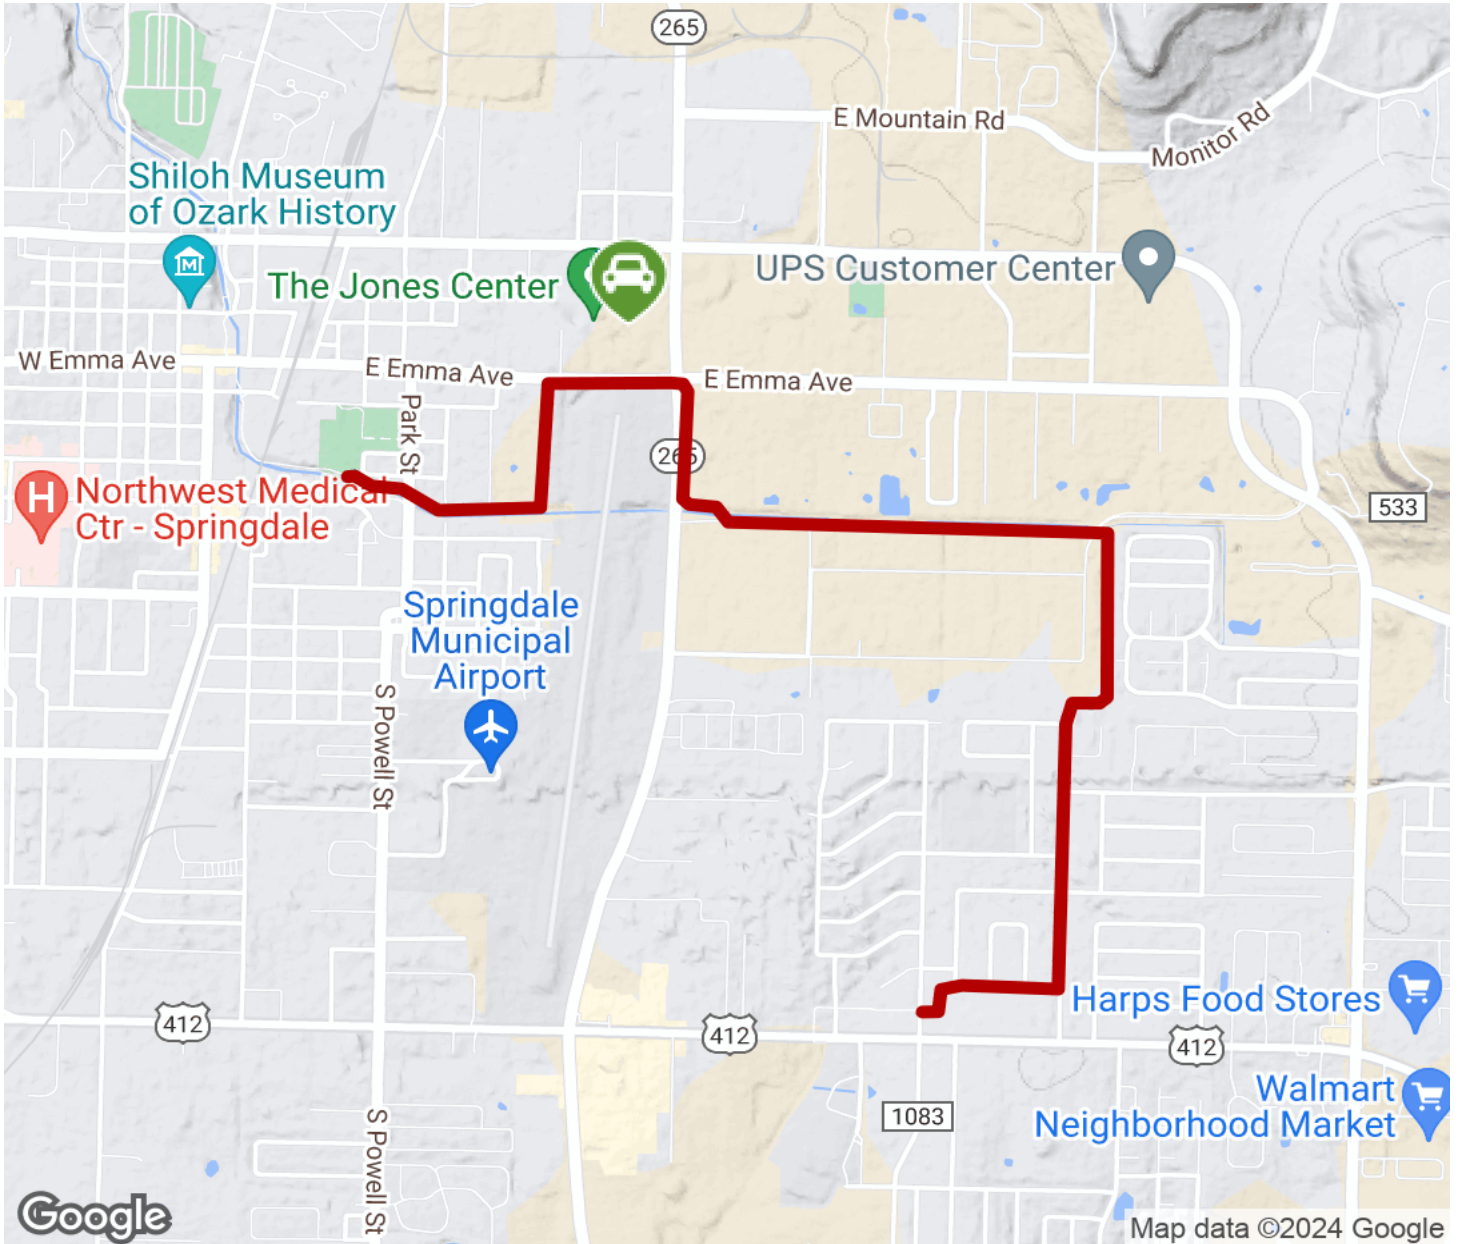 265
E Mountain Rd
Monitor Rd
Shiloh Museum
of Ozark History
M
The Jones Center
UPS Customer Center
W Emma Ave
E Emma Ave
E Emma Ave
Park St
265
H
Northwest Medical
Ctr - Springdale
533
Springdale
Municipal
Airport
S Powell St
Harps Food Stores
412
412
412
Walmart
Neighborhood Market
1083
S Powell St
Google
Map data ©2024 Google